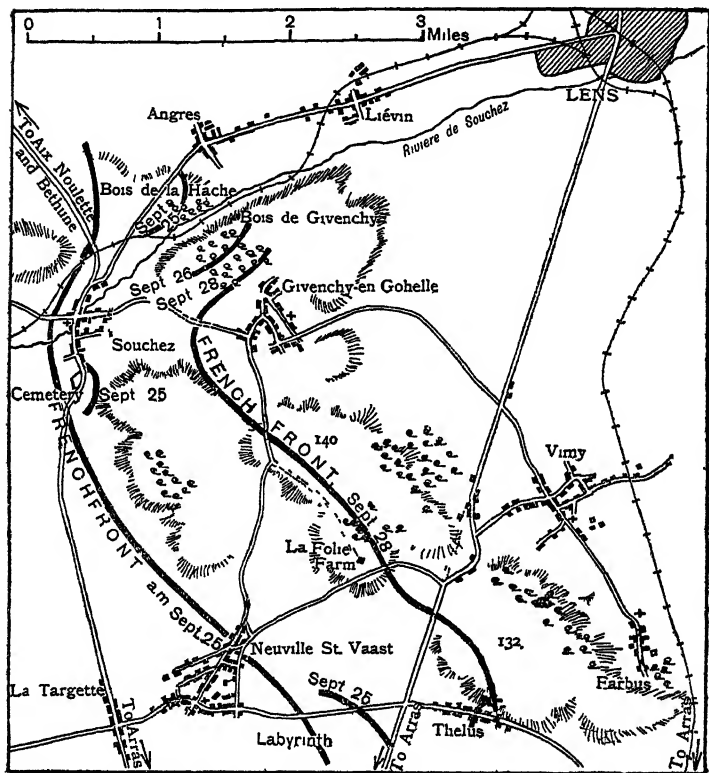 0 1 2 3 Miles
LENS
Liévin
Angres
Rivière de Souchez
To Aix Noulette
and Bethune
Bois de la Hache
Sept
25
Bois de Givenchy
Sept 26
Sept 28
Givenchy-en Gohelle
Souchez
Cemetery
Sept 25
FRENCH FRONT
140
Sept 28
Vimy
La Folie
Farm
FRENCH FRONT
a.m Sept.25
132
Neuville St. Vaast
Farbus
La Targette
Sept 25
Thelus
Labyrinth
To Arras
To Arras
To Arras